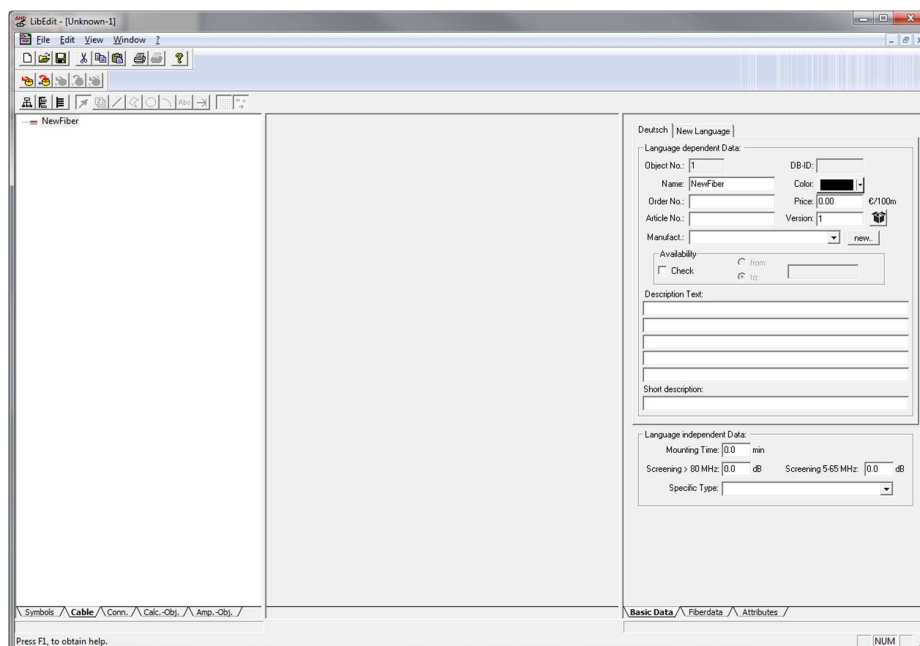 LibEdit - [Unknown-1]
File Edit View Window ?
Abc
NewFiber
Deutsch New Language
Language dependent Data:
Object No.: 1 DB-ID:
Name: NewFiber Color:
Order No.: Price: 0.00 €/100m
Article No.: Version: 1
Manufact.: new..
Availability
Check from:
to:
Description Text:
Short description:
Language independent Data:
Mounting Time: 0.0 min
Screening > 80 MHz: 0.0 dB Screening 5-65 MHz: 0.0 dB
Specific Type:
Symbols Cable Conn. Calc.-Obj. Amp.-Obj. Basic Data Fiberdata Attributes
Press F1, to obtain help. NUM